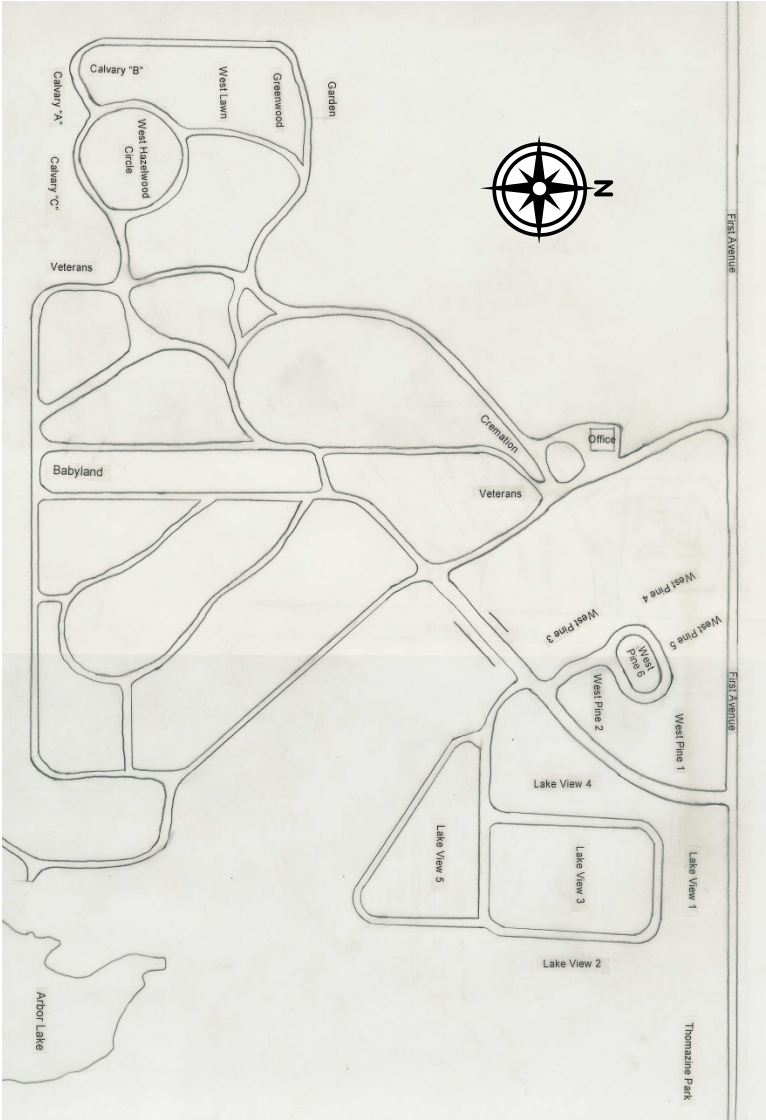 Calvary "B"
Calvary "A"
West Lawn
Greenwood
Garden
West Hazelwood
Circle
Calvary "C"
N
First Avenue
Veterans
Cremation
Office
Babyland
Veterans
West Pine 4
West Pine 3
West Pine 5
West
Pine 6
West Pine 2
West Pine 1
First Avenue
Lake View 4
Lake View 5
Lake View 3
Lake View 1
Lake View 2
Arbor Lake
Thomazine Park